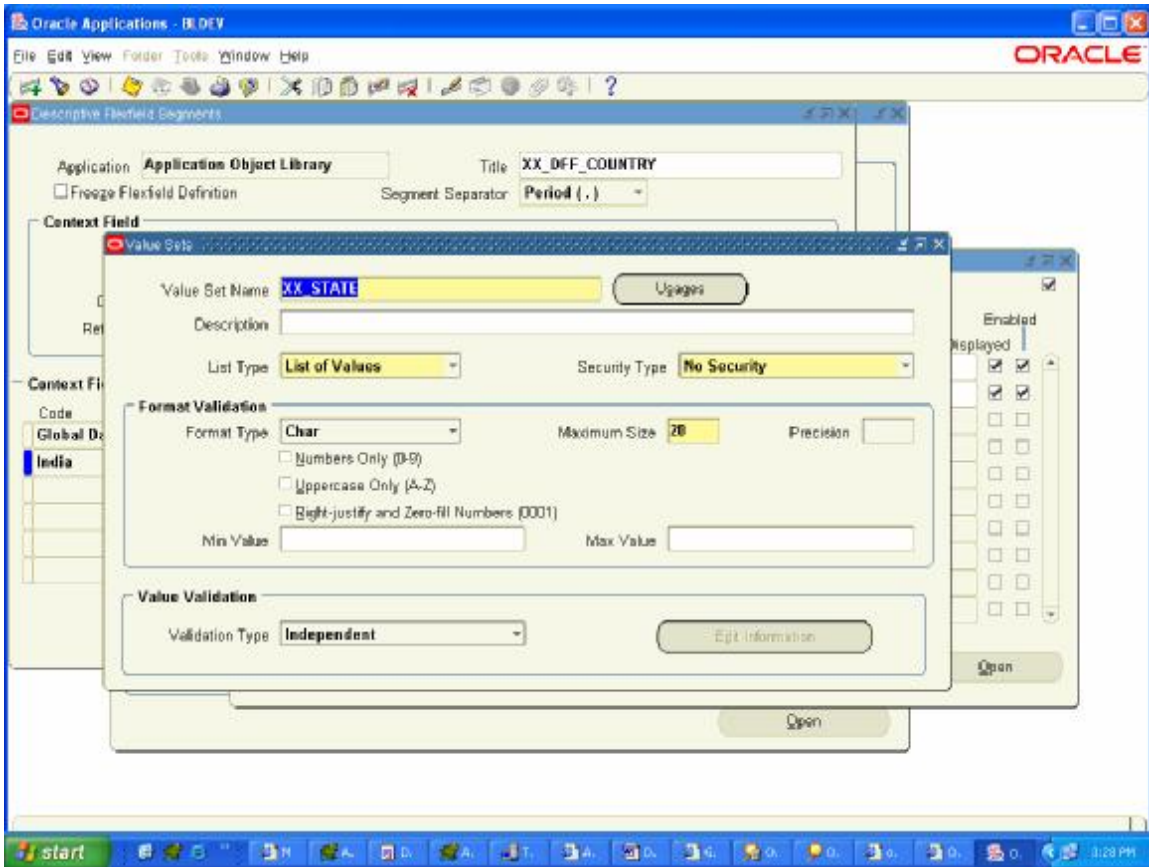 Oracle Applications - BLDEV
File Edit View Folder Tools Window Help
ORACLE
Descriptive Flexfield Segments
Application Application Object Library Title XX_DFF_COUNTRY
Freeze Flexfield Definition Segment Separator Period (.)
Context Field
Value Sets
Value Set Name XX_STATE Usages
Description
Ret
Enabled
Displayed
List Type List of Values Security Type No Security
Context Fi
Format Validation
Code
Format Type Char Maximum Size 20 Precision
Global Da
Numbers Only (0-9)
India
Uppercase Only (A-Z)
Right-justify and Zero-fill Numbers (0001)
Min Value Max Value
Value Validation
Validation Type Independent Edit Information
Open
Open
start
3:28 PM